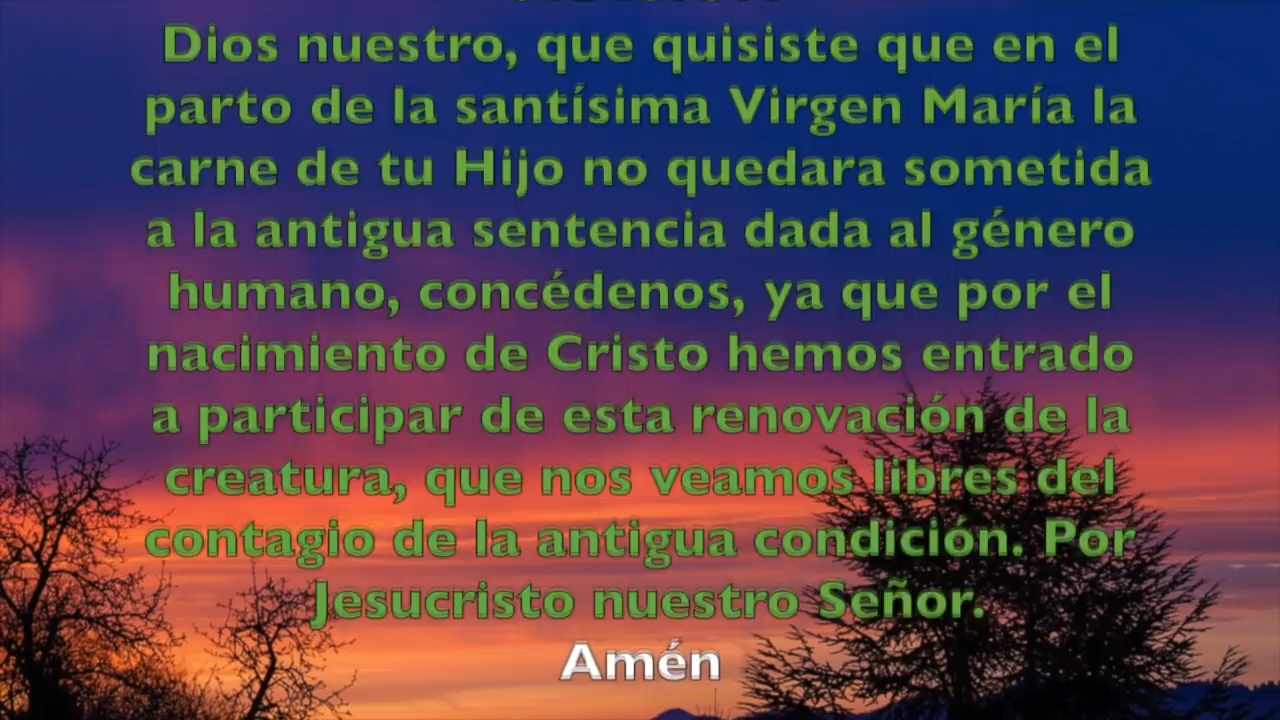 Dios nuestro, que quisiste que en el
parto de la santísima Virgen María la
carne de tu Hijo no quedara sometida
a la antigua sentencia dada al género
humano, concédenos, ya que por el
nacimiento de Cristo hemos entrado
a participar de esta renovación de la
creatura, que nos veamos libres del
contagio de la antigua condición. Por
Jesucristo nuestro Señor.
Amén